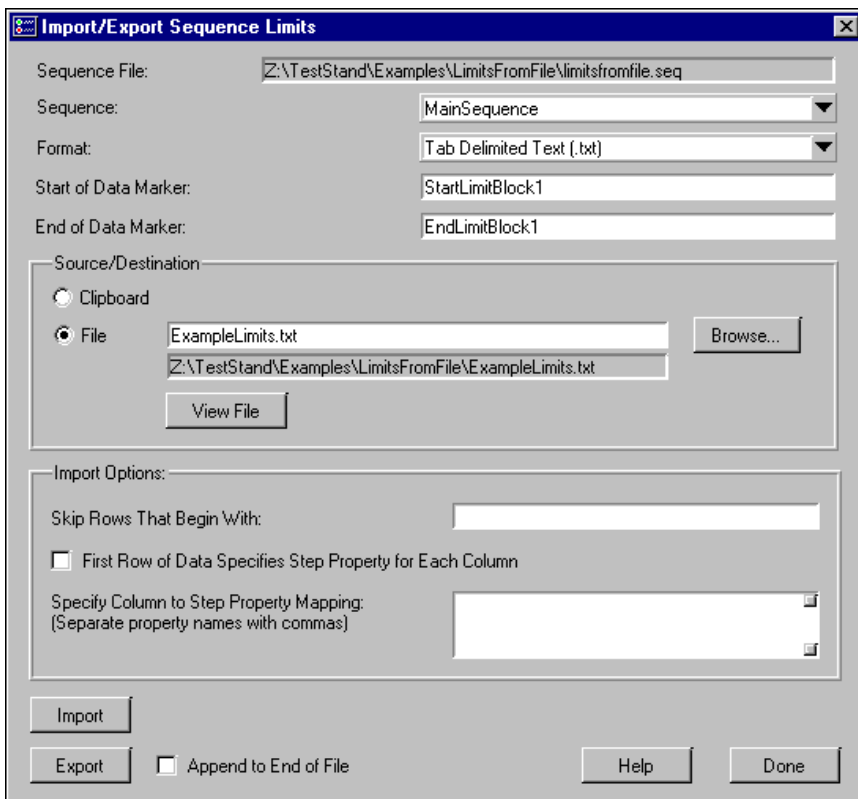 Import/Export Sequence Limits
Sequence File: Z:\TestStand\Examples\LimitsFromFile\limitsfromfile.seq
Sequence: MainSequence
Format: Tab Delimited Text (.txt)
Start of Data Marker: StartLimitBlock1
End of Data Marker: EndLimitBlock1
Source/Destination
Clipboard
File ExampleLimits.txt Browse...
Z:\TestStand\Examples\LimitsFromFile\ExampleLimits.txt
View File
Import Options:
Skip Rows That Begin With:
First Row of Data Specifies Step Property for Each Column
Specify Column to Step Property Mapping:
(Separate property names with commas)
Import
Export Append to End of File Help Done